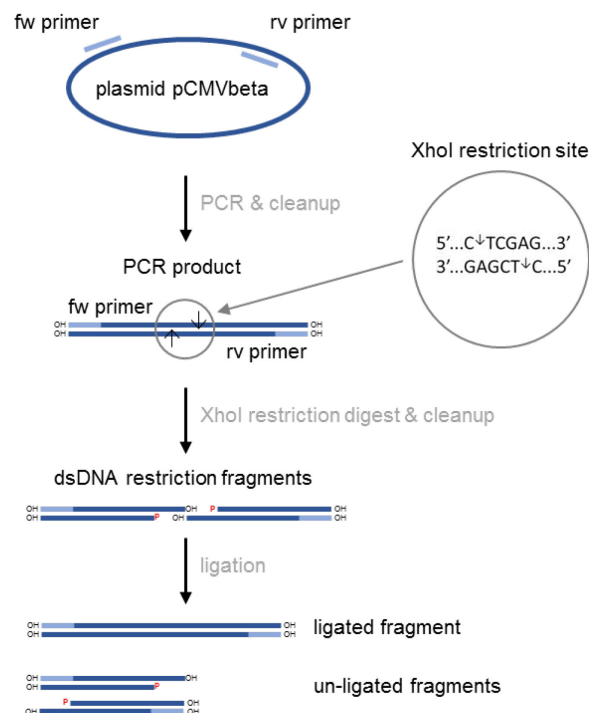 fw primer
rv primer
plasmid pCMVbeta
XhoI restriction site
PCR & cleanup
5’...C↓TCGAG...3’
3’...GAGCT↓C...5’
PCR product
fw primer
OH OH
OH OH
rv primer
XhoI restriction digest & cleanup
dsDNA restriction fragments
OH OH P OH
OH P OH OH
ligation
OH OH
OH OH
ligated fragment
OH OH
OH P
un-ligated fragments
P OH
OH OH